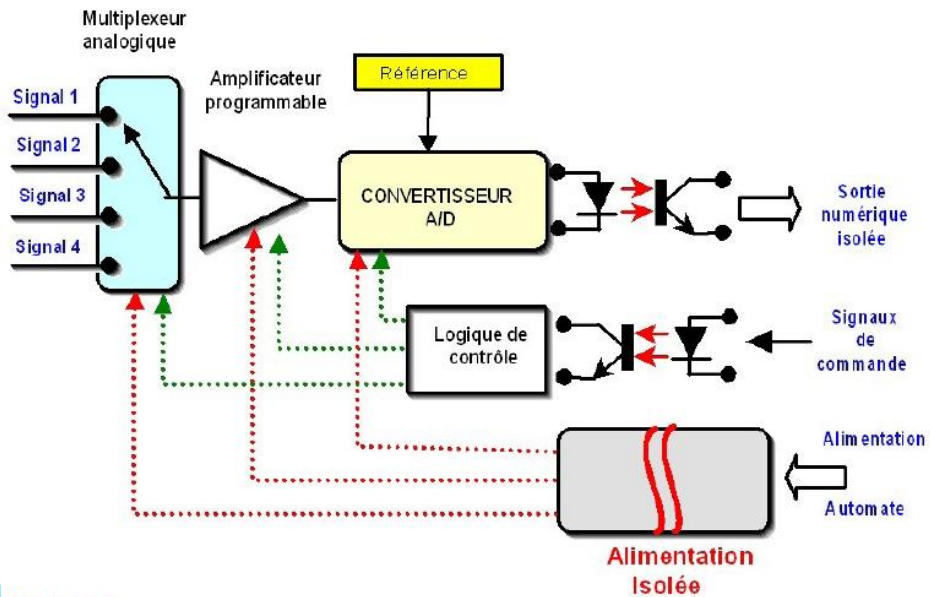 Multiplexeur
analogique
Amplificateur
programmable
Référence
Signal 1
Signal 2
Signal 3
Signal 4
CONVERTISSEUR
A/D
Sortie
numérique
isolée
Logique de
contrôle
Signaux
de
commande
Alimentation
Automate
Alimentation
Isolée